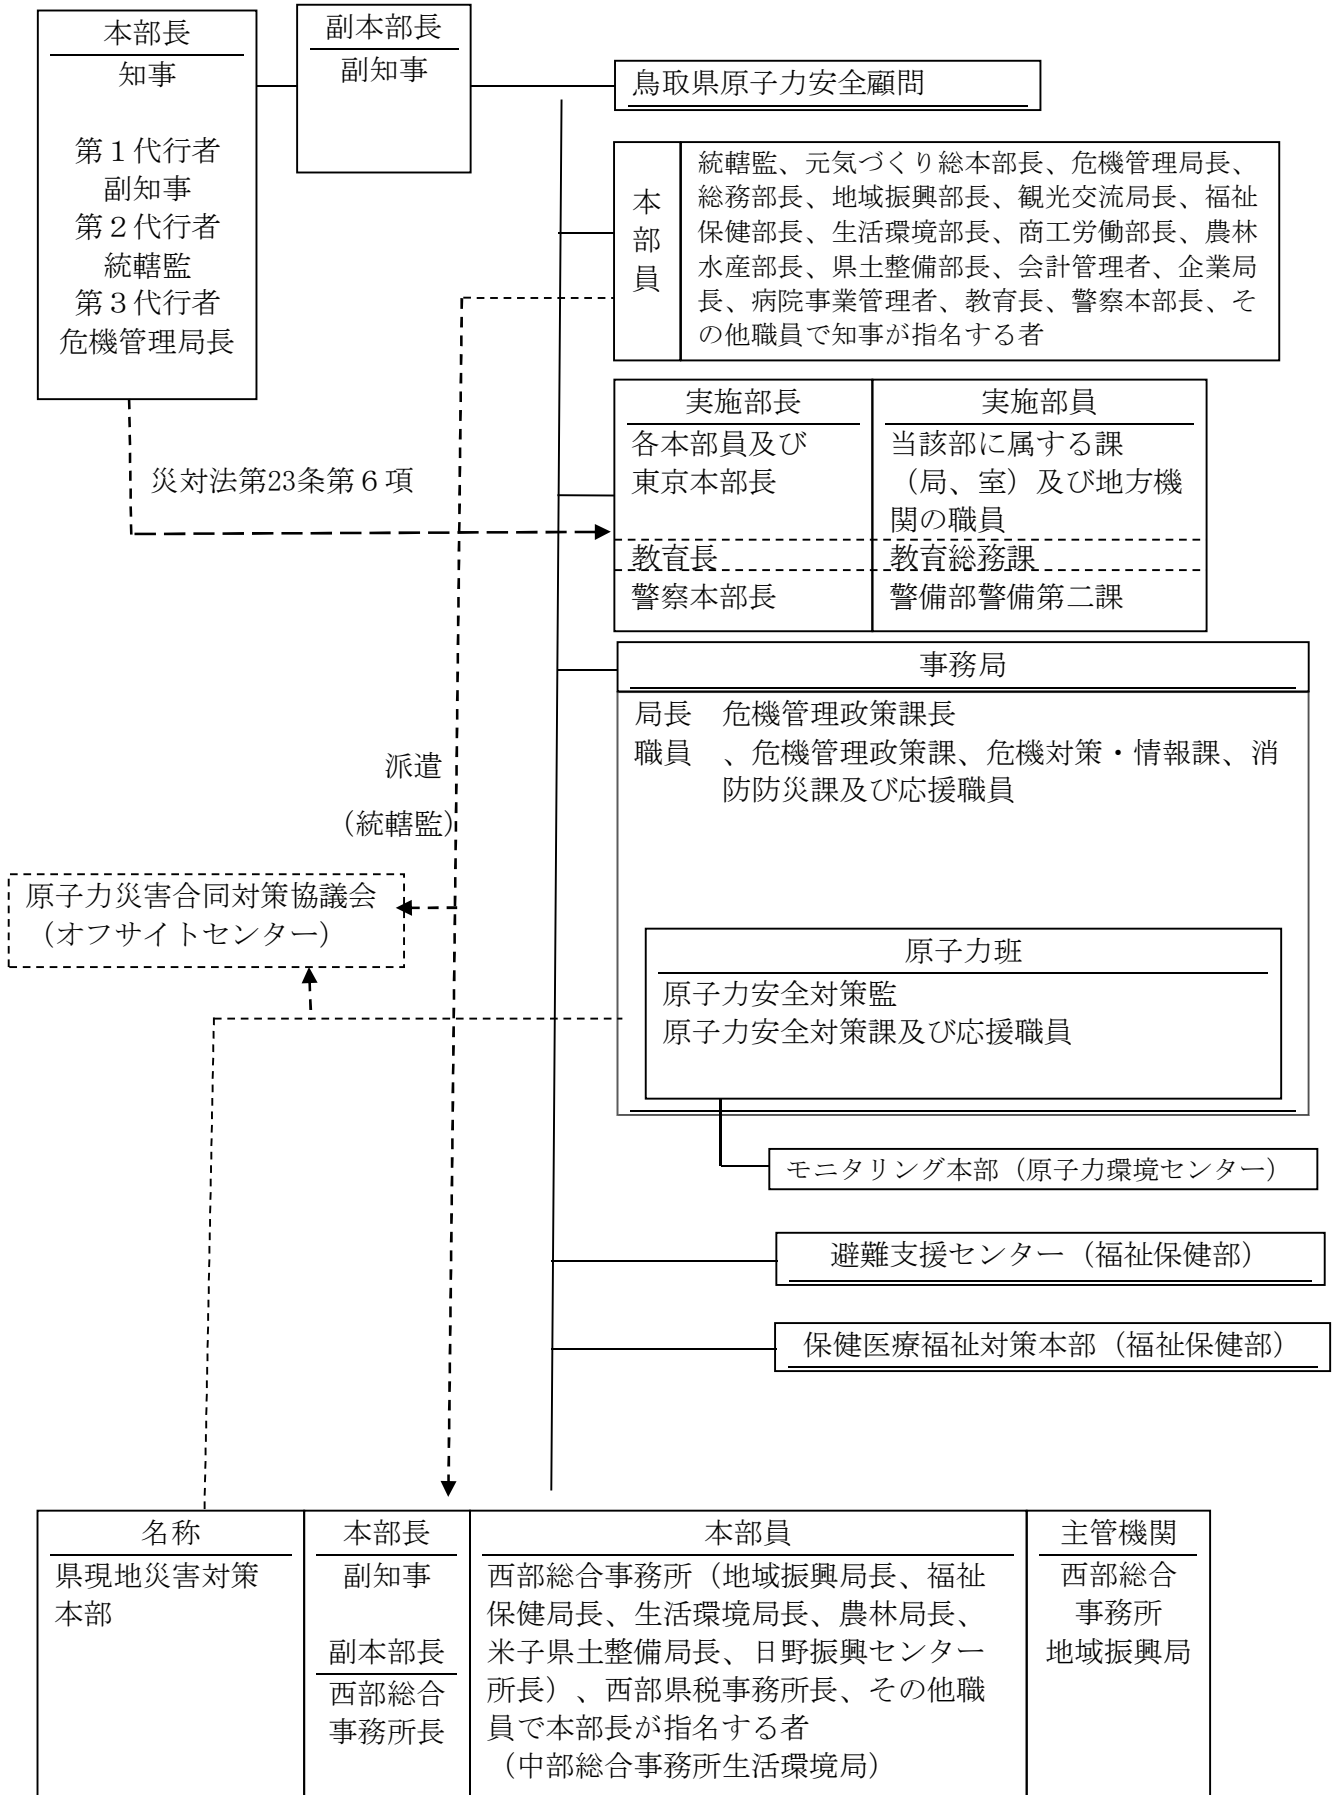 本部長
知事
第１代行者
副知事
第２代行者
統轄監
第３代行者
危機管理局長
副本部長
副知事
鳥取県原子力安全顧問
本部員
統轄監、元気づくり総本部長、危機管理局長、
総務部長、地域振興部長、観光交流局長、福祉
保健部長、生活環境部長、商工労働部長、農林
水産部長、県土整備部長、会計管理者、企業局
長、病院事業管理者、教育長、警察本部長、そ
の他職員で知事が指名する者
災対法第23条第６項
実施部長
各本部員及び
東京本部長
教育長
警察本部長
実施部員
当該部に属する課
（局、室）及び地方機
関の職員
教育総務課
警備部警備第二課
事務局
局長　危機管理政策課長
職員　、危機管理政策課、危機対策・情報課、消
防防災課及び応援職員
派遣
（統轄監）
原子力災害合同対策協議会
（オフサイトセンター）
原子力班
原子力安全対策監
原子力安全対策課及び応援職員
モニタリング本部（原子力環境センター）
避難支援センター（福祉保健部）
保健医療福祉対策本部（福祉保健部）
名称
県現地災害対策
本部
本部長
副知事
副本部長
西部総合
事務所長
本部員
西部総合事務所（地域振興局長、福祉
保健局長、生活環境局長、農林局長、
米子県土整備局長、日野振興センター
所長）、西部県税事務所長、その他職
員で本部長が指名する者
（中部総合事務所生活環境局）
主管機関
西部総合
事務所
地域振興局